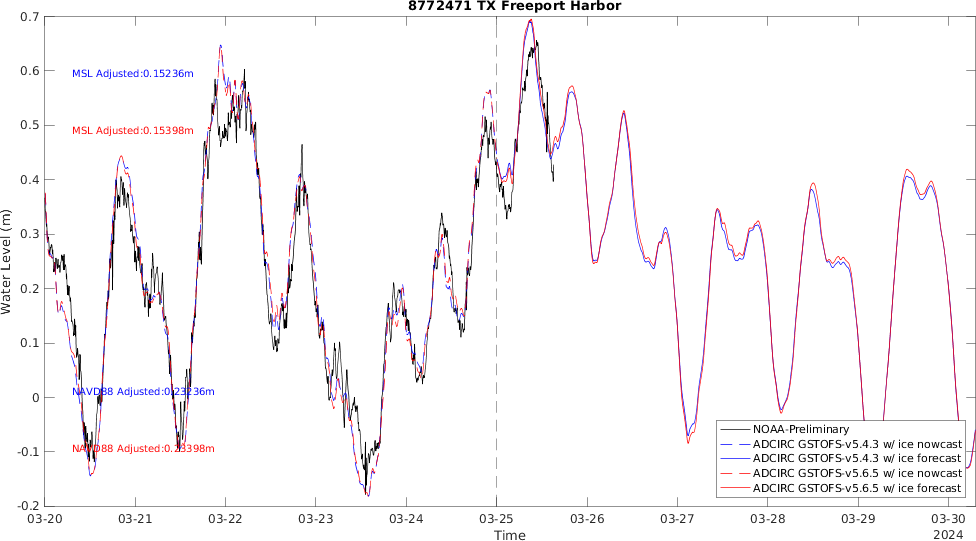 8772471 TX Freeport Harbor
Water Level (m)
0.7
0.6
0.5
0.4
0.3
0.2
0.1
0
-0.1
-0.2
MSL Adjusted:0.15236m
MSL Adjusted:0.15398m
NAVD88 Adjusted:0.23236m
NAVD88 Adjusted:0.23398m
NOAA-Preliminary
ADCIRC GSTOFS-v5.4.3 w/ ice nowcast
ADCIRC GSTOFS-v5.4.3 w/ ice forecast
ADCIRC GSTOFS-v5.6.5 w/ ice nowcast
ADCIRC GSTOFS-v5.6.5 w/ ice forecast
03-20 03-21 03-22 03-23 03-24 03-25 03-26 03-27 03-28 03-29 03-30
Time
2024